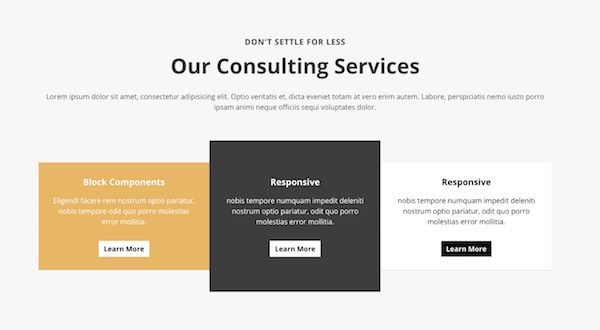 DON'T SETTLE FOR LESS
Our Consulting Services
Lorem ipsum dolor sit amet, consectetur adipisicing elit. Optio veritatis et, dicta eveniet totam at vero enim autem. Labore, perspiciatis nemo iusto porro
ipsam animi neque officiis sequi voluptates dolor.
Block Components
Eligendi facere rem nostrum optio pariatur,
nobis tempore odit quo porro molestias
error mollitia.
Learn More
Responsive
nobis tempore numquam impedit deleniti
nostrum optio pariatur, odit quo porro
molestias error mollitia.
Learn More
Responsive
nobis tempore numquam impedit deleniti
nostrum optio pariatur, odit quo porro
molestias error mollitia.
Learn More